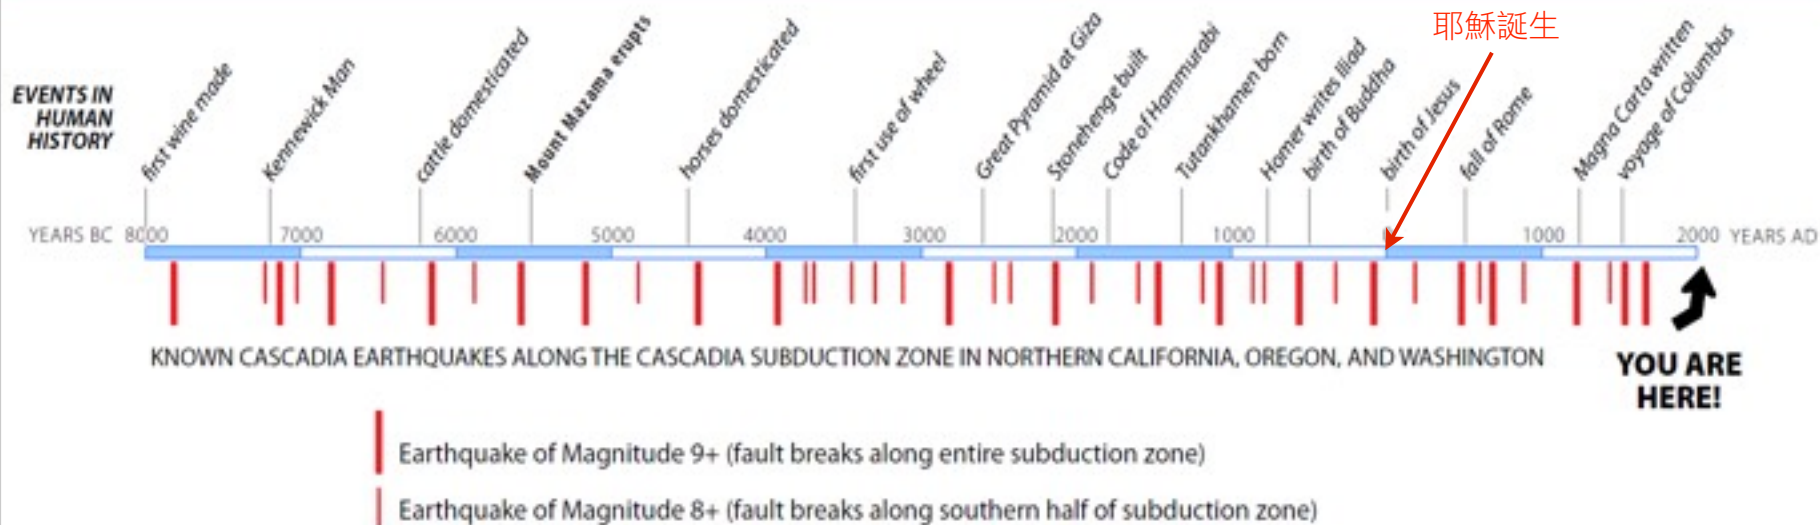 耶穌誕生
EVENTS IN
HUMAN
HISTORY
first wine made
Kennewick Man
cattle domesticated
Mount Mazama erupts
horses domesticated
first use of wheel
Great Pyramid at Giza
Stonehenge built
Code of Hammurabi
Tutankhamen born
Homer writes Iliad
birth of Buddha
birth of Jesus
fall of Rome
Magna Carta written
voyage of Columbus
YEARS BC 8000 7000 6000 5000 4000 3000 2000 1000 1000 2000 YEARS AD
KNOWN CASCADIA EARTHQUAKES ALONG THE CASCADIA SUBDUCTION ZONE IN NORTHERN CALIFORNIA, OREGON, AND WASHINGTON
YOU ARE
HERE!
Earthquake of Magnitude 9+ (fault breaks along entire subduction zone)
Earthquake of Magnitude 8+ (fault breaks along southern half of subduction zone)